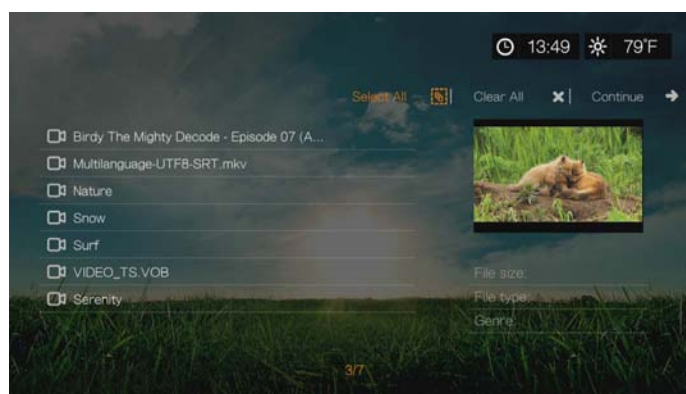 13:49 79°F
Select All Clear All Continue
Birdy The Mighty Decode - Episode 07 (A...
Multilanguage-UTF8-SRT.mkv
Nature
Snow
Surf
VIDEO_TS.VOB
Serenity
File size:
File type:
Genre:
3/7